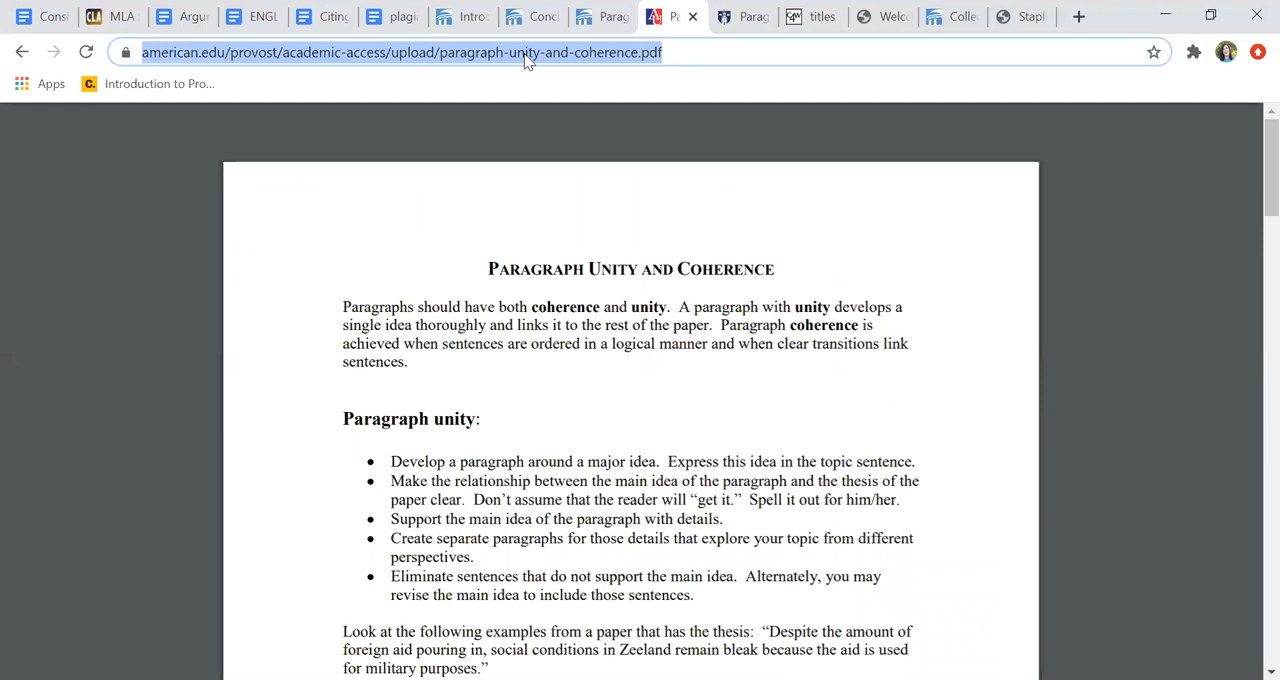 Const MLA Argur ENGL Citing plagi Intro Concl Parag Pa Parag titles Welc Colle Stapl
american.edu/provost/academic-access/upload/paragraph-unity-and-coherence.pdf
Apps C. Introduction to Pro...
PARAGRAPH UNITY AND COHERENCE
Paragraphs should have both coherence and unity. A paragraph with unity develops a
single idea thoroughly and links it to the rest of the paper. Paragraph coherence is
achieved when sentences are ordered in a logical manner and when clear transitions link
sentences.
Paragraph unity:
• Develop a paragraph around a major idea. Express this idea in the topic sentence.
• Make the relationship between the main idea of the paragraph and the thesis of the
paper clear. Don't assume that the reader will “get it.” Spell it out for him/her.
• Support the main idea of the paragraph with details.
• Create separate paragraphs for those details that explore your topic from different
perspectives.
• Eliminate sentences that do not support the main idea. Alternately, you may
revise the main idea to include those sentences.
Look at the following examples from a paper that has the thesis: “Despite the amount of
foreign aid pouring in, social conditions in Zeeland remain bleak because the aid is used
for military purposes.”